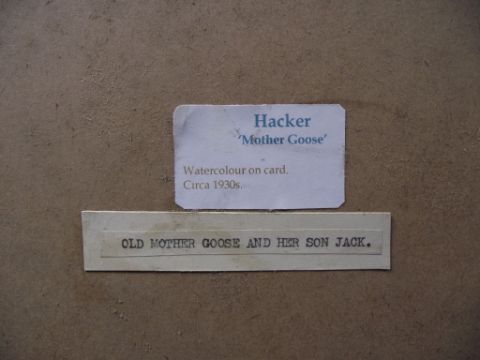 Hacker
'Mother Goose'
Watercolour on card.
Circa 1930s.
OLD MOTHER GOOSE AND HER SON JACK.